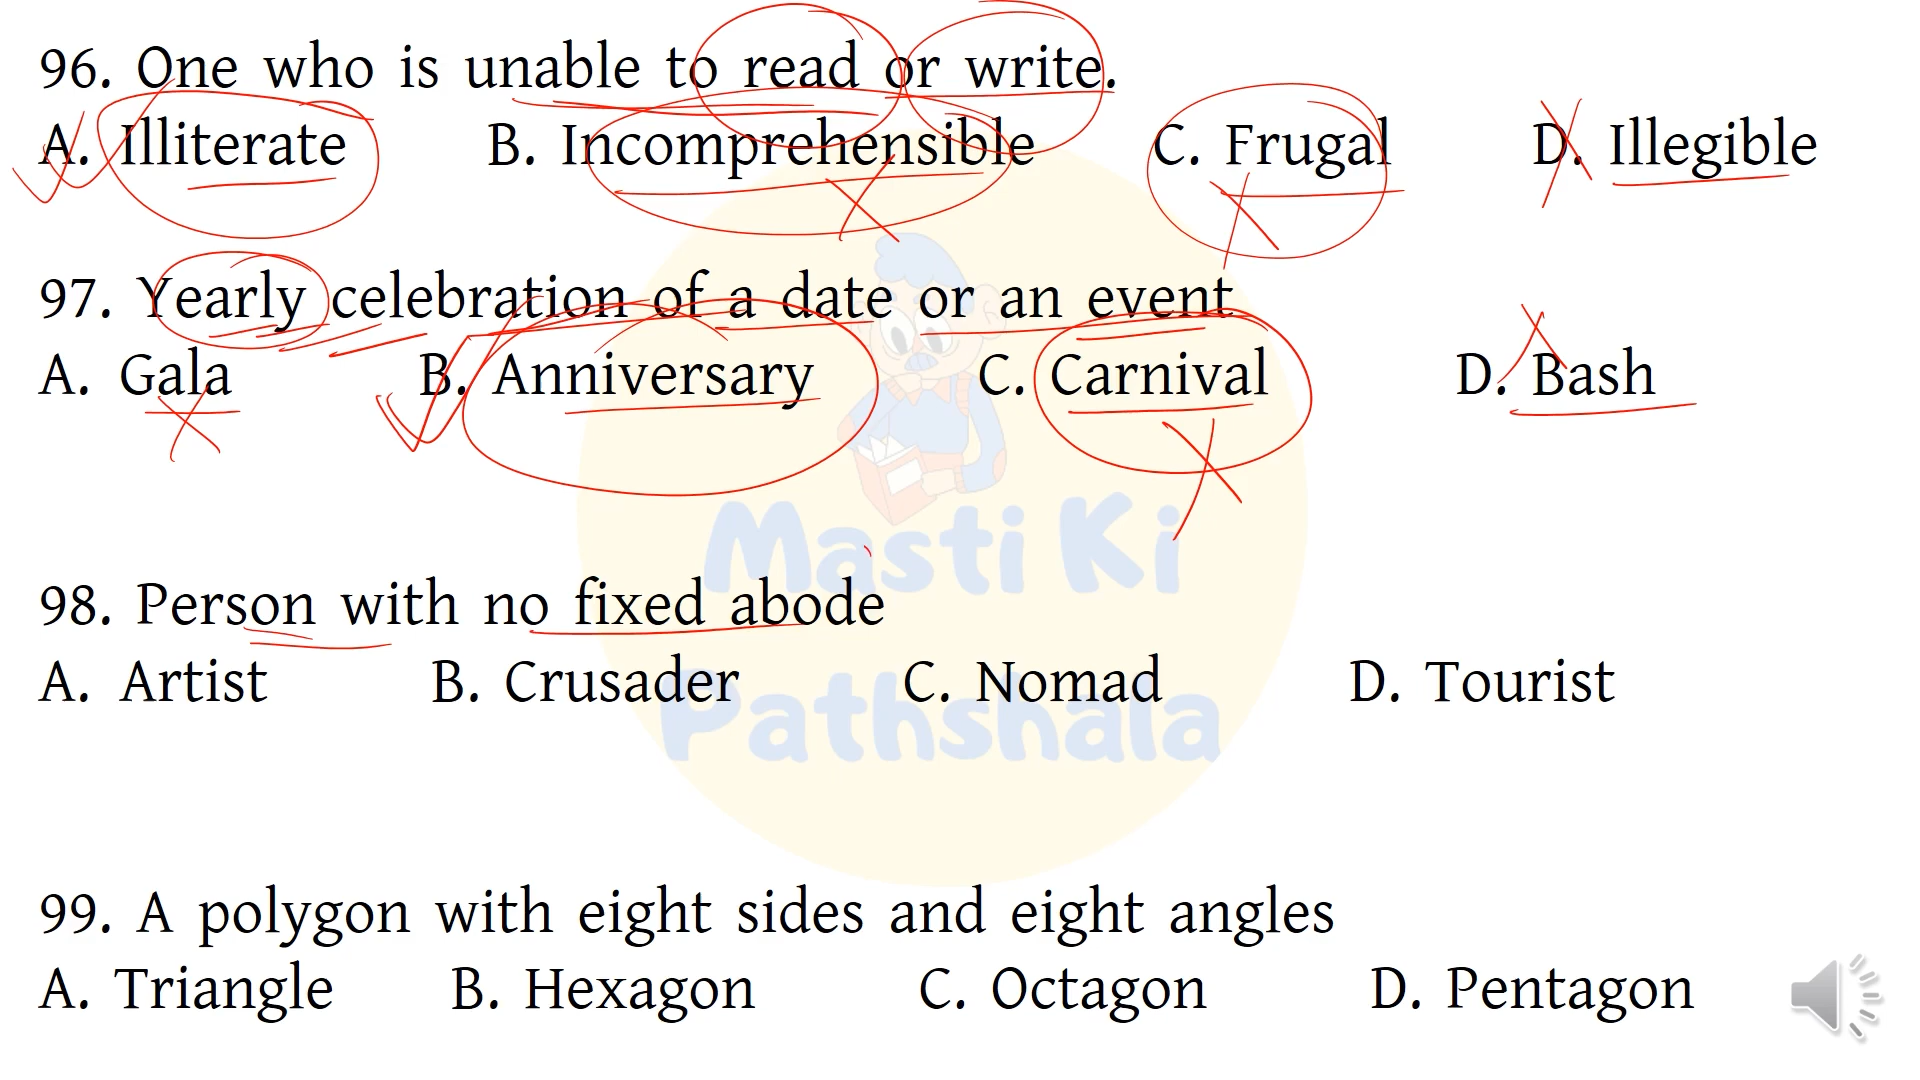 96. One who is unable to read or write.
A. Illiterate B. Incomprehensible C. Frugal D. Illegible
97. Yearly celebration of a date or an event
A. Gala B. Anniversary C. Carnival D. Bash
Masti Ki
98. Person with no fixed abode
A. Artist B. Crusader C. Nomad D. Tourist
Pathshala
99. A polygon with eight sides and eight angles
A. Triangle B. Hexagon C. Octagon D. Pentagon